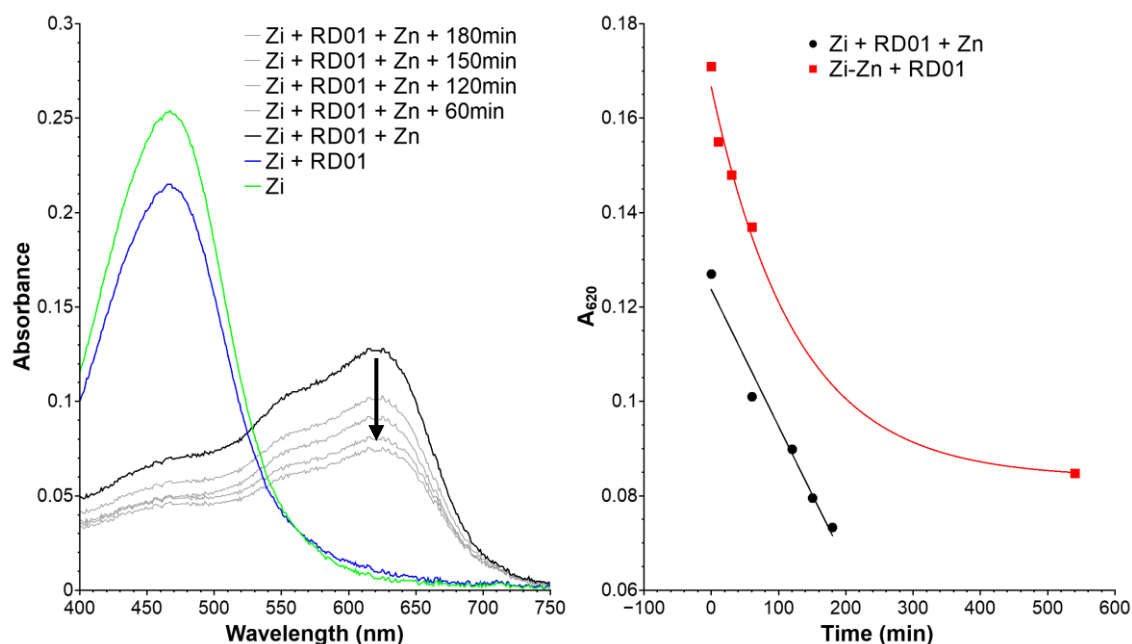 0.3
0.25
0.2
0.15
0.1
0.05
0
Absorbance
400
450
500
550
600
650
700
750
Wavelength (nm)
Zi + RD01 + Zn + 180min
Zi + RD01 + Zn + 150min
Zi + RD01 + Zn + 120min
Zi + RD01 + Zn + 60min
Zi + RD01 + Zn
Zi + RD01
Zi
0.18
0.16
0.14
0.12
0.1
0.08
0.06
A620
−100
0
100
200
300
400
500
600
Time (min)
Zi + RD01 + Zn
Zi-Zn + RD01